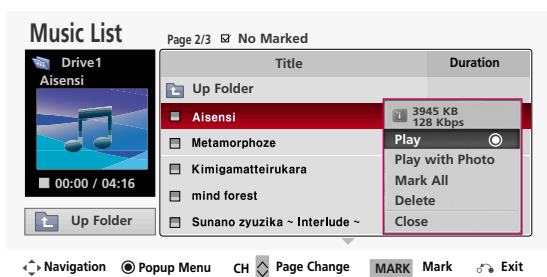 Music List
Page 2/3 No Marked
Drive1
Aisensi
00:00 / 04:16
Up Folder
Title Duration
Up Folder
Aisensi
Metamorphoze
Kimigamatteirukara
mind forest
Sunano zyuzika ~ Interlude ~
3945 KB
128 Kbps
Play
Play with Photo
Mark All
Delete
Close
Navigation Popup Menu CH Page Change MARK Mark Exit